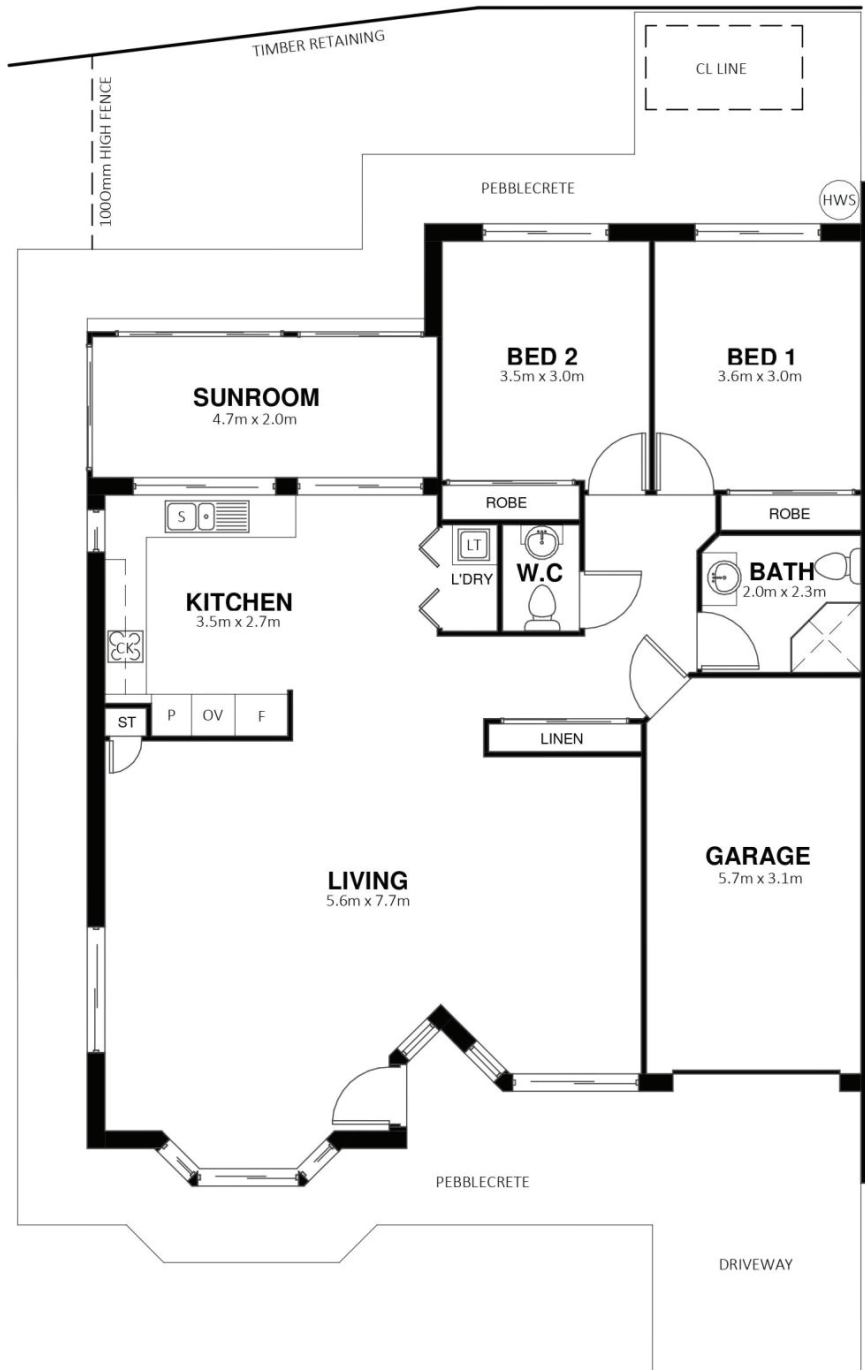 TIMBER RETAINING
CL LINE
1000mm HIGH FENCE
PEBBLECRETE
HWS
BED 2
3.5m x 3.0m
BED 1
3.6m x 3.0m
SUNROOM
4.7m x 2.0m
ROBE
ROBE
S
LT
L'DRY
W.C
BATH
2.0m x 2.3m
KITCHEN
3.5m x 2.7m
CK
ST
P
OV
F
LINEN
GARAGE
5.7m x 3.1m
LIVING
5.6m x 7.7m
PEBBLECRETE
DRIVEWAY